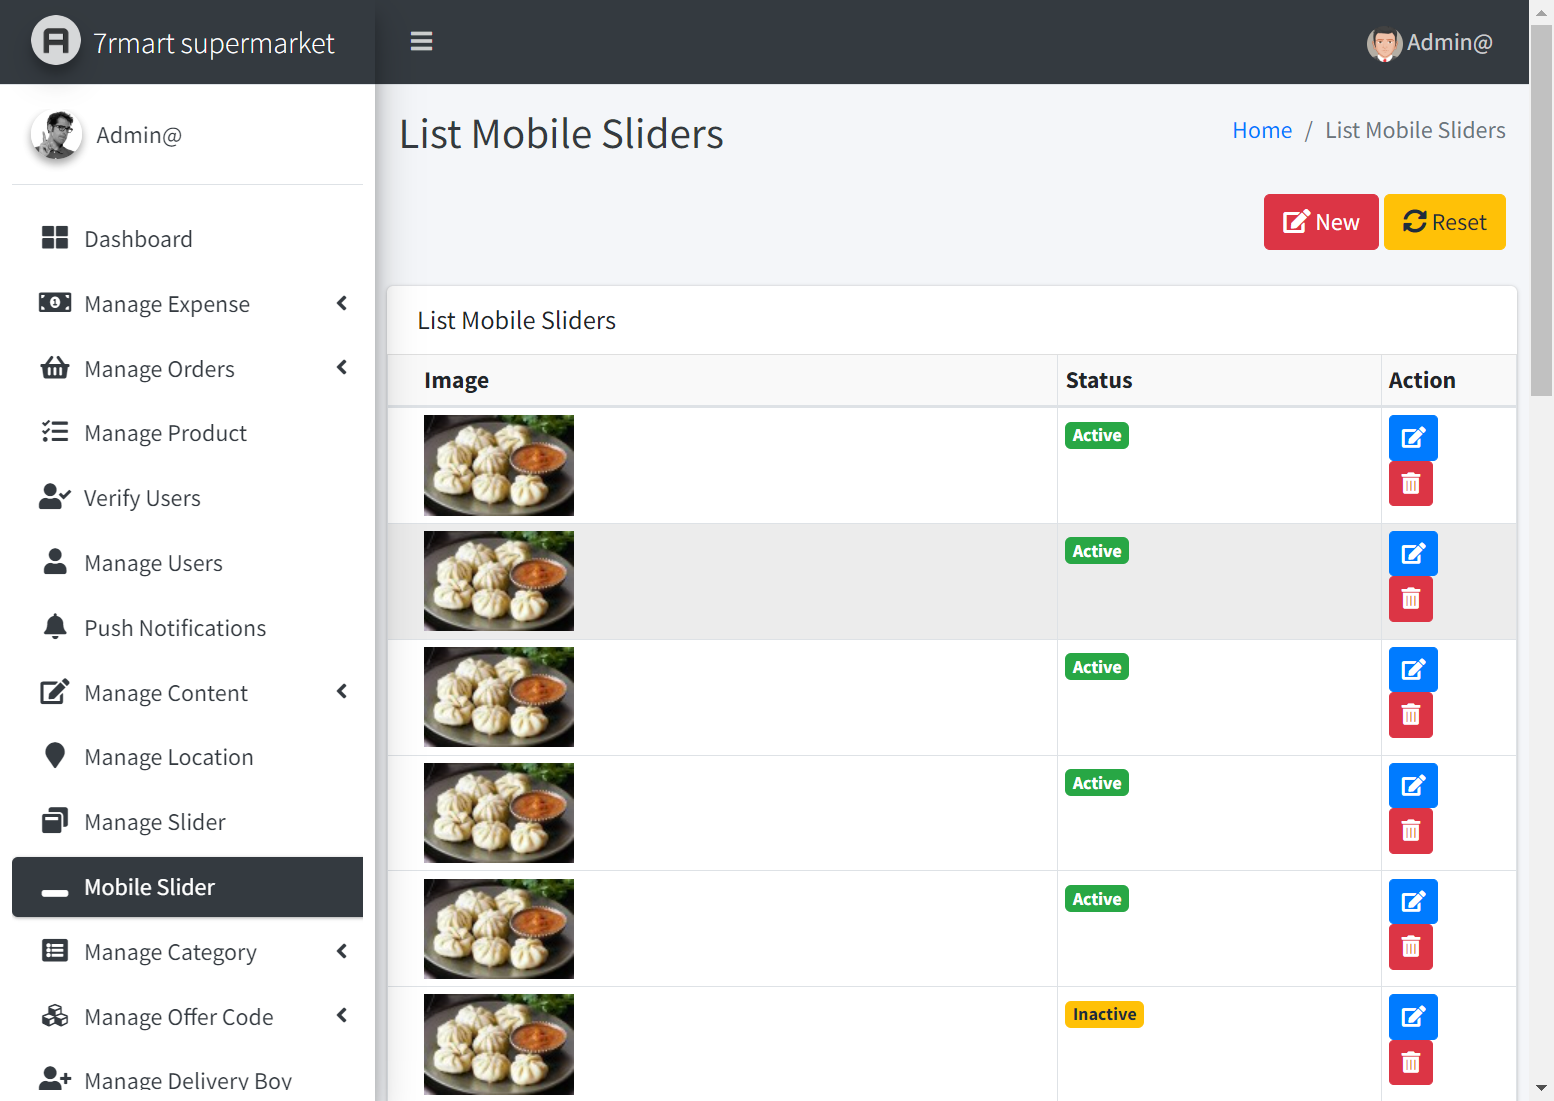 7rmart supermarket
Admin@
Admin@
Dashboard
Manage Expense
Manage Orders
Manage Product
Verify Users
Manage Users
Push Notifications
Manage Content
Manage Location
Manage Slider
Mobile Slider
Manage Category
Manage Offer Code
Manage Delivery Boy
List Mobile Sliders
Home / List Mobile Sliders
New
Reset
List Mobile Sliders
Image Status Action
Active
Active
Active
Active
Active
Inactive